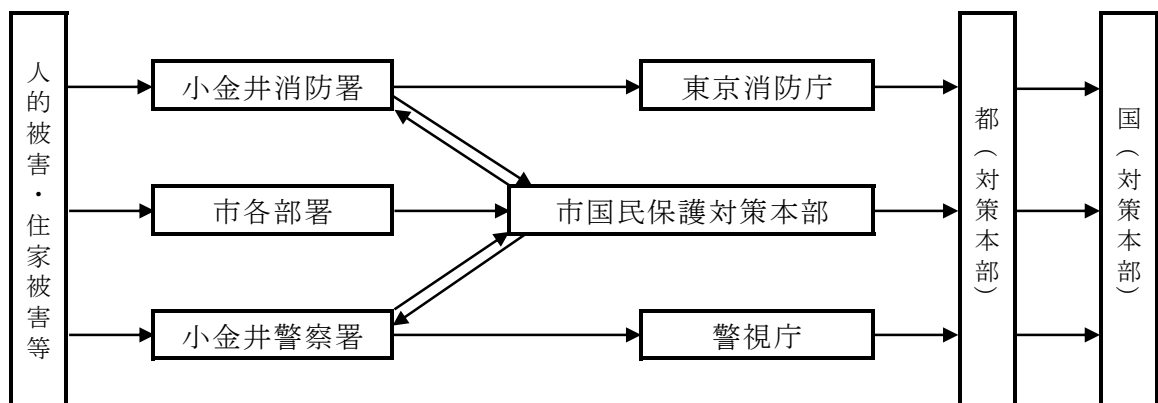 人的被害・住家被害等
小金井消防署
東京消防庁
市各部署
市国民保護対策本部
小金井警察署
警視庁
都（対策本部）
国（対策本部）